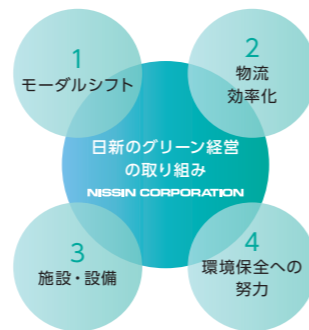 1
モーダルシフト
2
物流
効率化
日新のグリーン経営
の取り組み
NISSIN CORPORATION
3
施設・設備
4
環境保全への
努力